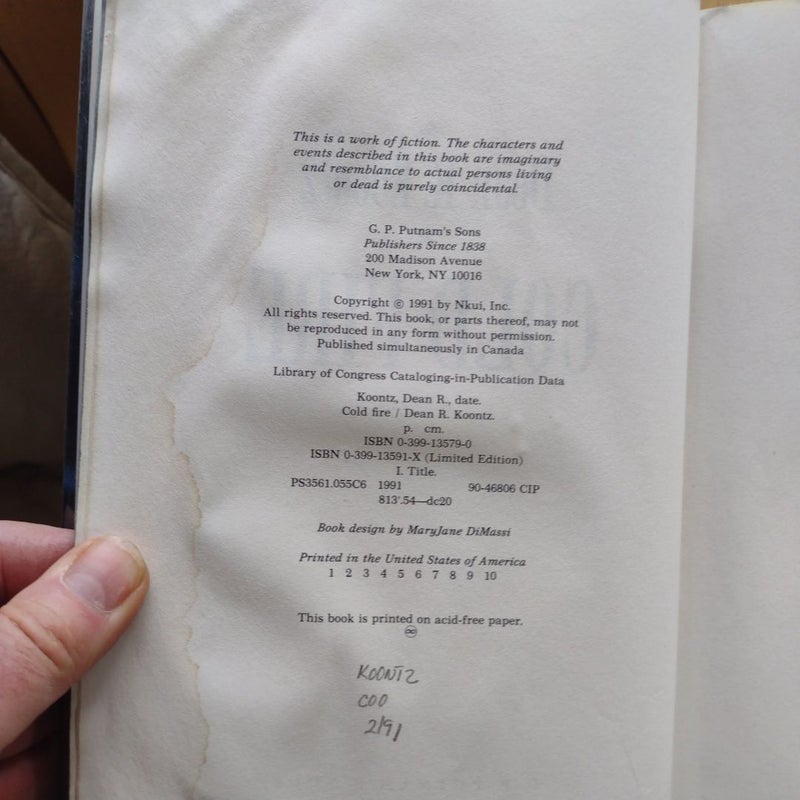 This is a work of fiction. The characters and
events described in this book are imaginary
and resemblance to actual persons living
or dead is purely coincidental.
G. P. Putnam's Sons
Publishers Since 1838
200 Madison Avenue
New York, NY 10016
Copyright © 1991 by Nkui, Inc.
All rights reserved. This book, or parts thereof, may not
be reproduced in any form without permission.
Published simultaneously in Canada
Library of Congress Cataloging-in-Publication Data
Koontz, Dean R., date.
Cold fire / Dean R. Koontz.
p. cm.
ISBN 0-399-13579-0
ISBN 0-399-13591-X (Limited Edition)
I. Title.
PS3561.055C6 1991 90-46806 CIP
813'.54—dc20
Book design by MaryJane DiMassi
Printed in the United States of America
1 2 3 4 5 6 7 8 9 10
This book is printed on acid-free paper.
♾
KOONTZ
COO
2/91